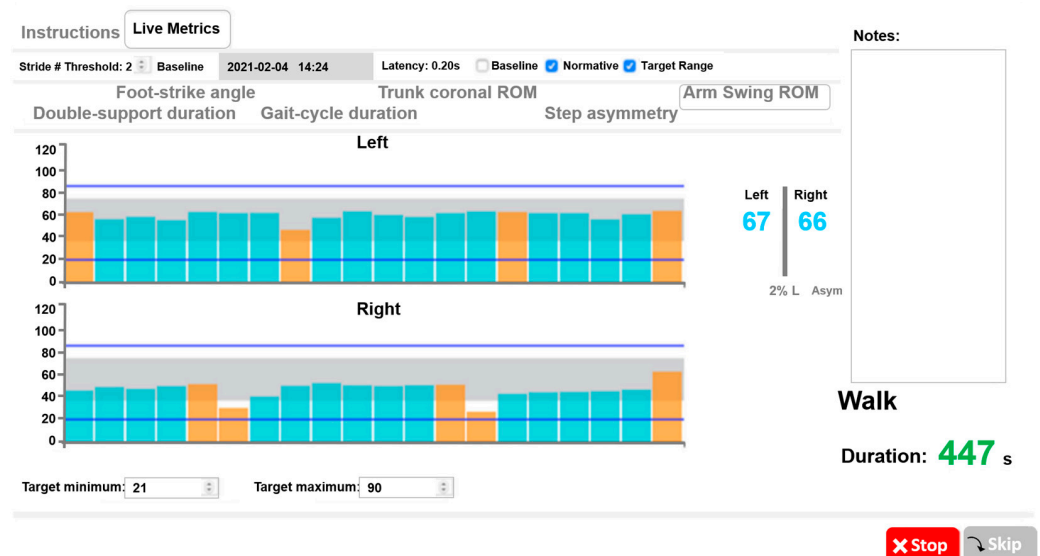 Instructions Live Metrics
Notes:
Stride # Threshold: 2 Baseline 2021-02-04 14:24 Latency: 0.20s Baseline Normative Target Range
Foot-strike angle Trunk coronal ROM Arm Swing ROM
Double-support duration Gait-cycle duration Step asymmetry
Left
120
100
80
60
40
20
0
Left Right
67 66
2% L Asym
Right
120
100
80
60
40
20
0
Walk
Duration: 447 s
Target minimum: 21 Target maximum: 90
Stop Skip